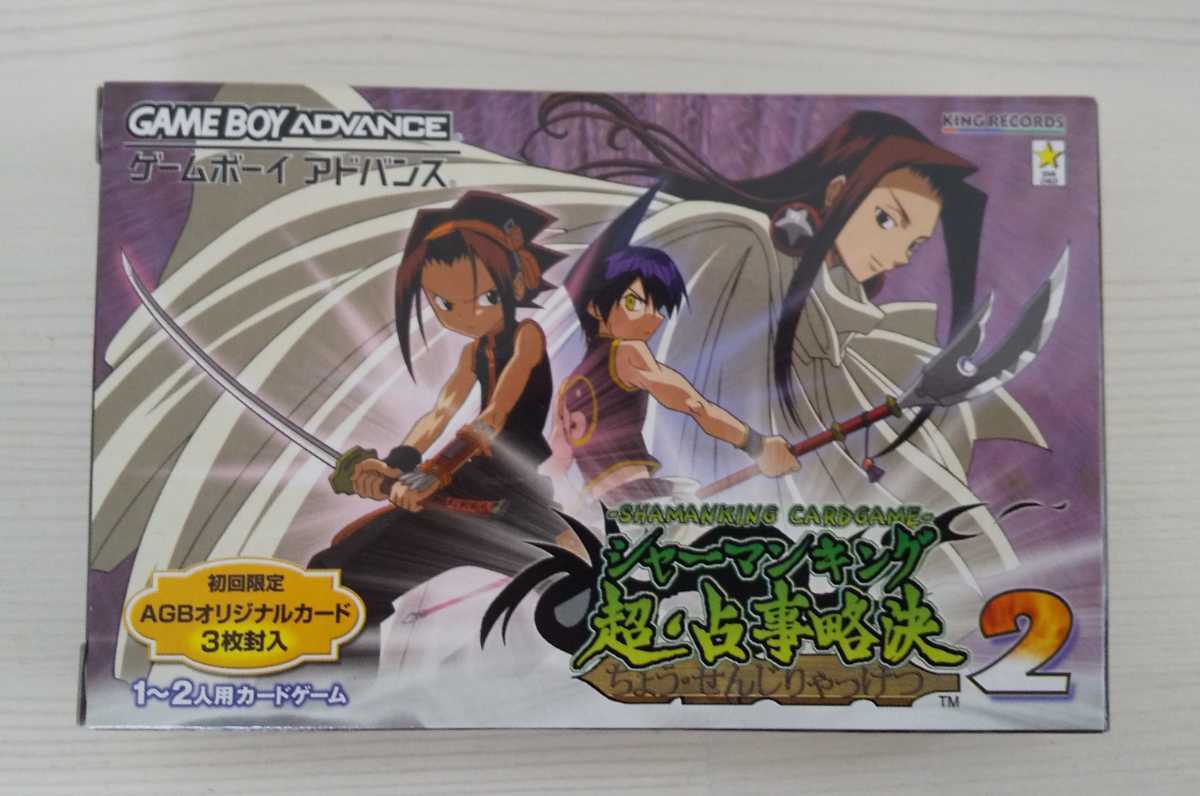 GAME BOY ADVANCE
ゲームボーイ アドバンス
KING RECORDS
-SHAMANKING CARDGAME-
シャーマンキング
超・占事略決 2
ちょう・せんじりゃっけつ
TM
初回限定
AGBオリジナルカード
3枚封入
1〜2人用カードゲーム